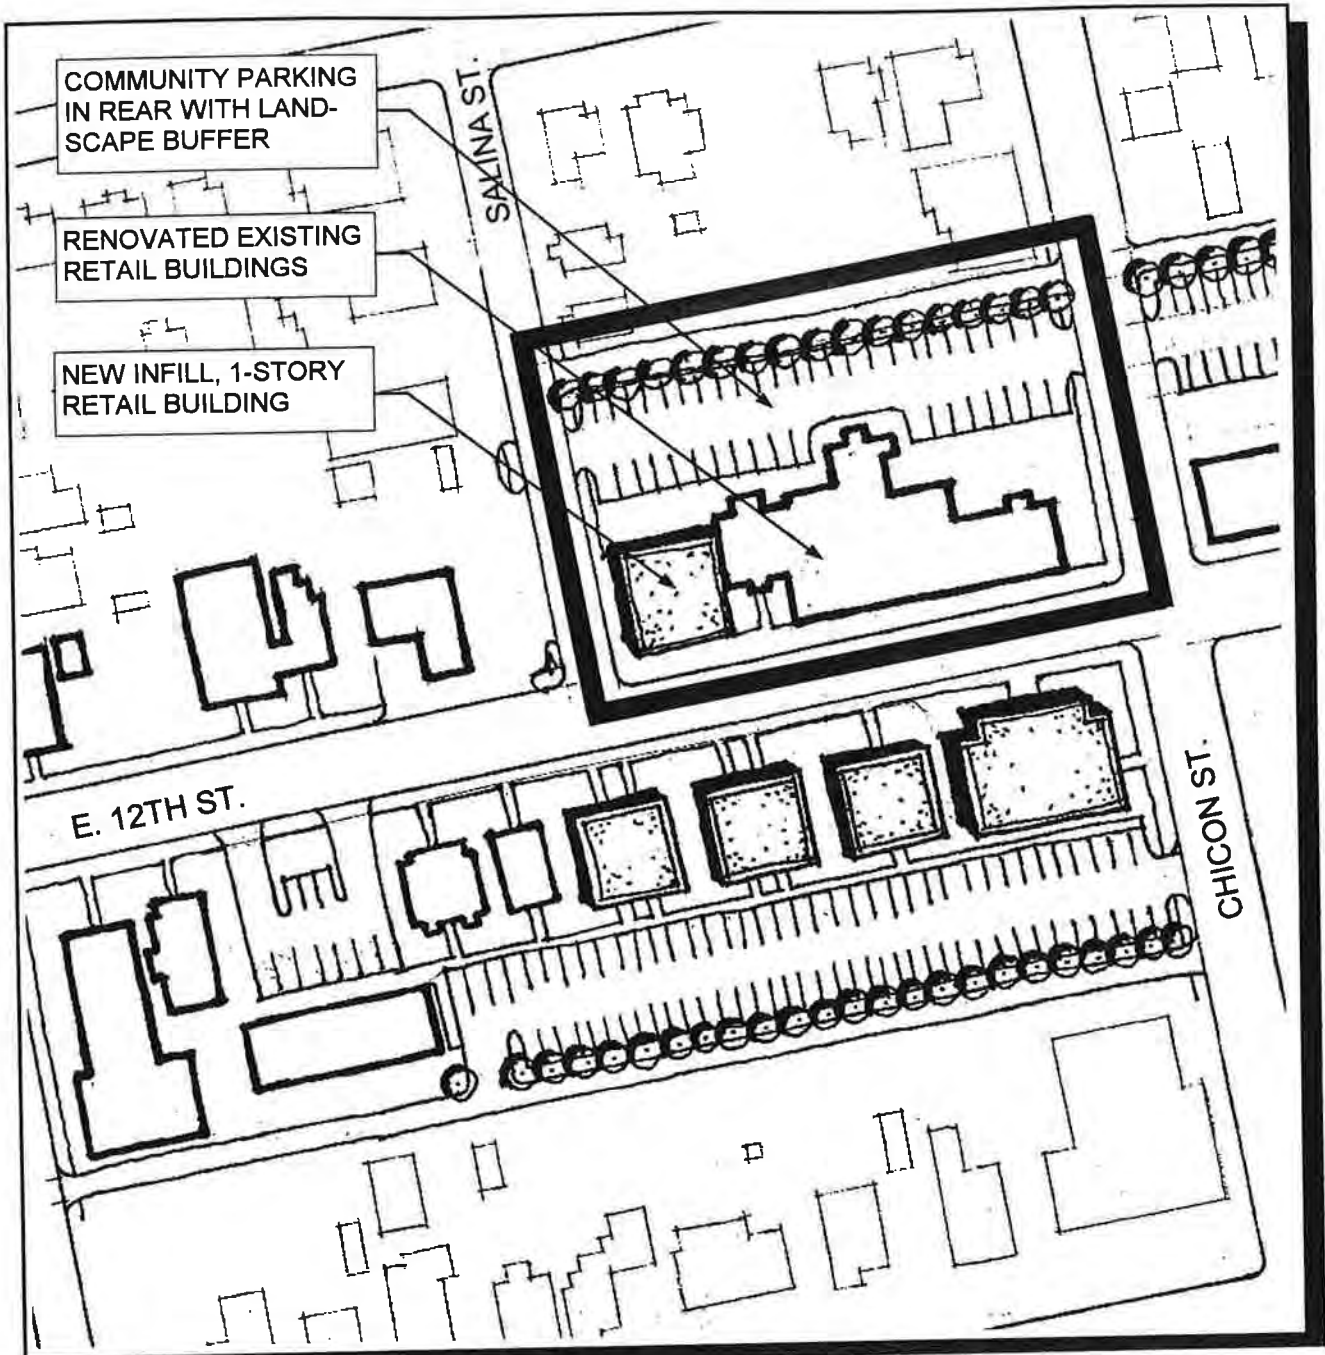 COMMUNITY PARKING
IN REAR WITH LAND-
SCAPE BUFFER
SALINA ST.
RENOVATED EXISTING
RETAIL BUILDINGS
NEW INFILL, 1-STORY
RETAIL BUILDING
E. 12TH ST.
CHICON ST.